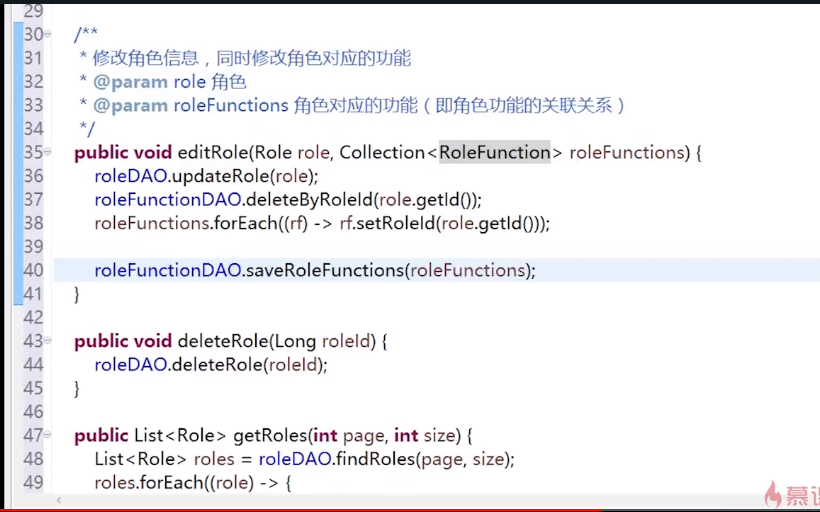 29
30 /**
31 * 修改角色信息，同时修改角色对应的功能
32 * @param role 角色
33 * @param roleFunctions 角色对应的功能（即角色功能的关联关系）
34 */
35 public void editRole(Role role, Collection<RoleFunction> roleFunctions) {
36 roleDAO.updateRole(role);
37 roleFunctionDAO.deleteByRoleId(role.getId());
38 roleFunctions.forEach((rf) -> rf.setRoleId(role.getId()));
39
40 roleFunctionDAO.saveRoleFunctions(roleFunctions);
41 }
42
43 public void deleteRole(Long roleId) {
44 roleDAO.deleteRole(roleId);
45 }
46
47 public List<Role> getRoles(int page, int size) {
48 List<Role> roles = roleDAO.findRoles(page, size);
49 roles.forEach((role) -> {
慕课